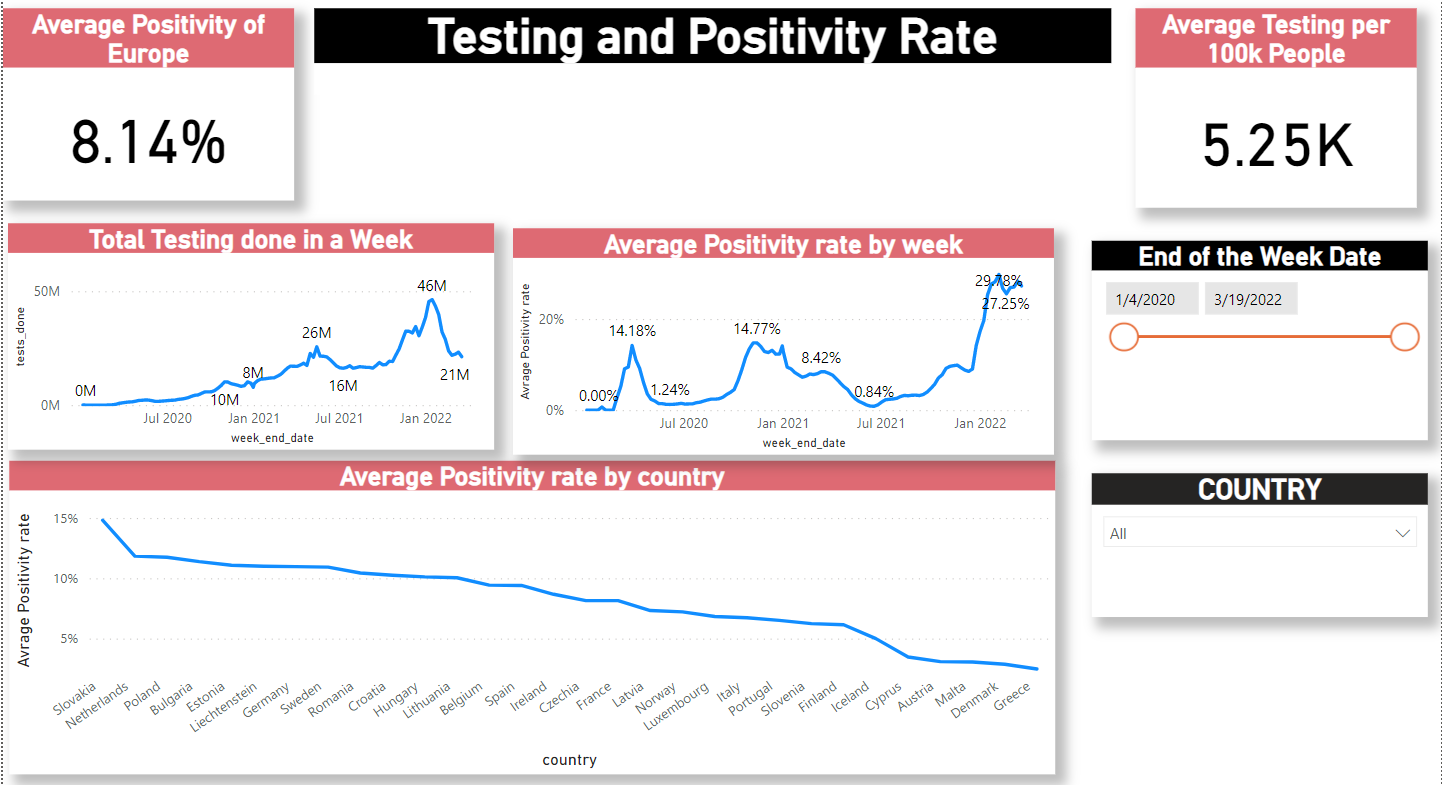 Average Positivity of
Europe
8.14%
Testing and Positivity Rate
Average Testing per
100k People
5.25K
Total Testing done in a Week
tests_done
50M
0M
0M
10M
8M
26M
16M
46M
21M
Jul 2020
Jan 2021
Jul 2021
Jan 2022
week_end_date
Average Positivity rate by week
Avrage Positivity rate
20%
0%
0.00%
14.18%
1.24%
14.77%
8.42%
0.84%
29.78%
27.25%
Jul 2020
Jan 2021
Jul 2021
Jan 2022
week_end_date
End of the Week Date
1/4/2020
3/19/2022
COUNTRY
All
Average Positivity rate by country
Avrage Positivity rate
15%
10%
5%
Slovakia
Netherlands
Poland
Bulgaria
Estonia
Liechtenstein
Germany
Sweden
Romania
Croatia
Hungary
Lithuania
Belgium
Spain
Ireland
Czechia
France
Latvia
Norway
Luxembourg
Italy
Portugal
Slovenia
Finland
Iceland
Cyprus
Austria
Malta
Denmark
Greece
country